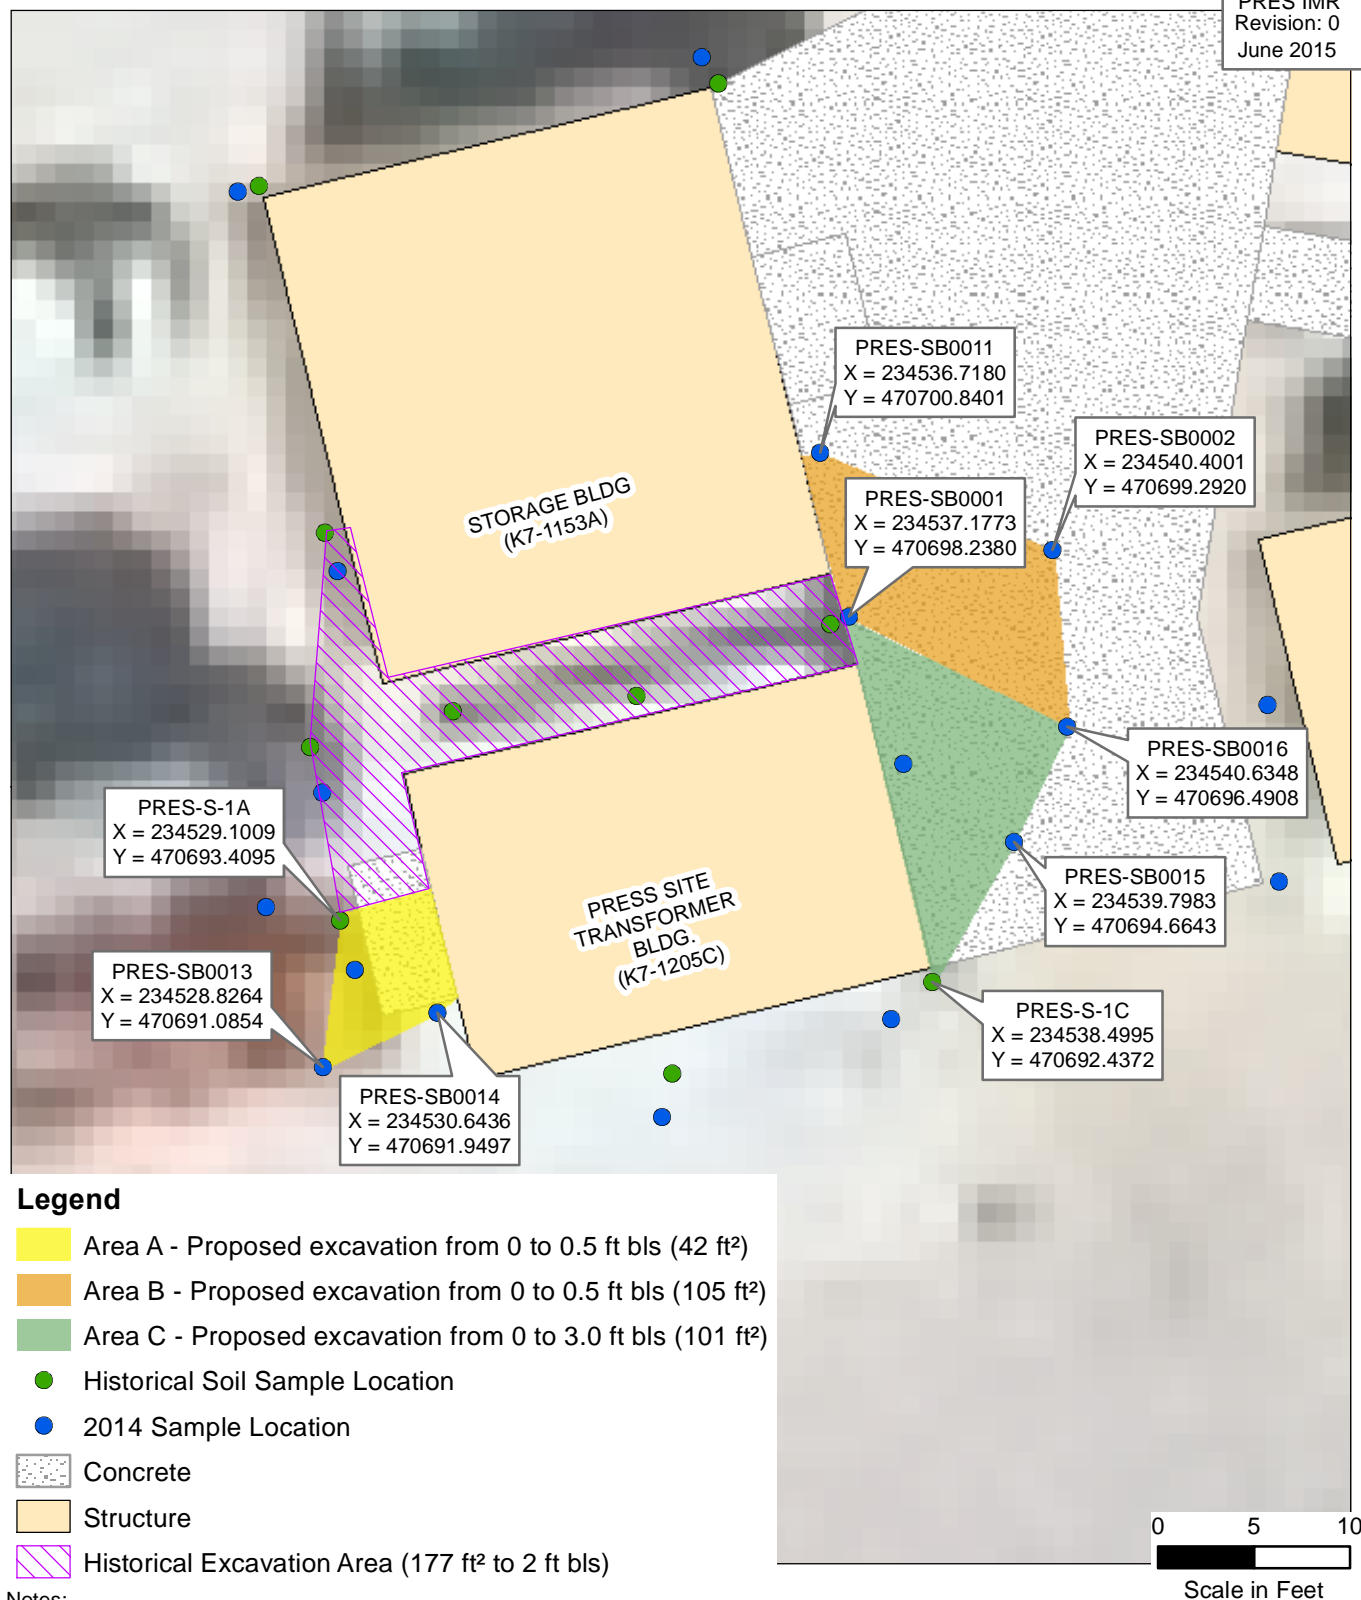 PRES IMR
Revision: 0
June 2015
PRES-SB0011
X = 234536.7180
Y = 470700.8401
PRES-SB0002
X = 234540.4001
Y = 470699.2920
STORAGE BLDG
(K7-1153A)
PRES-SB0001
X = 234537.1773
Y = 470698.2380
PRES-SB0016
X = 234540.6348
Y = 470696.4908
PRES-S-1A
X = 234529.1009
Y = 470693.4095
PRESS SITE
TRANSFORMER
BLDG.
(K7-1205C)
PRES-SB0015
X = 234539.7983
Y = 470694.6643
PRES-SB0013
X = 234528.8264
Y = 470691.0854
PRES-S-1C
X = 234538.4995
Y = 470692.4372
PRES-SB0014
X = 234530.6436
Y = 470691.9497
Legend
Area A - Proposed excavation from 0 to 0.5 ft bls (42 ft²)
Area B - Proposed excavation from 0 to 0.5 ft bls (105 ft²)
Area C - Proposed excavation from 0 to 3.0 ft bls (101 ft²)
Historical Soil Sample Location
2014 Sample Location
Concrete
Structure
Historical Excavation Area (177 ft² to 2 ft bls)
0 5 10
Scale in Feet
Notes: